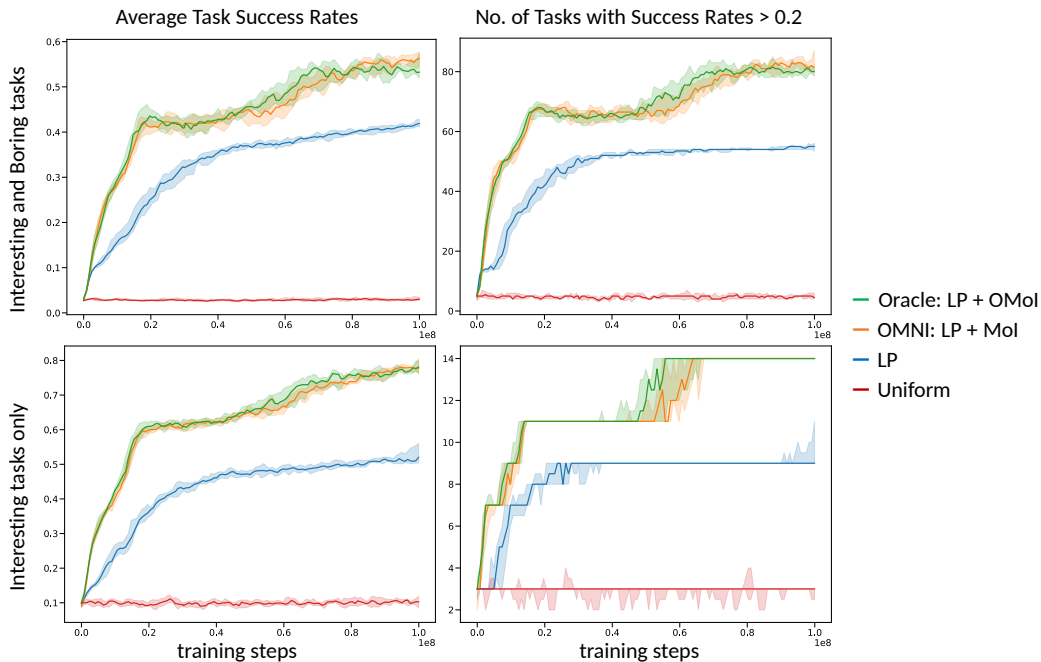 Average Task Success Rates
No. of Tasks with Success Rates > 0.2
Interesting and Boring tasks
0.6
0.5
0.4
0.3
0.2
0.1
0.0
0.0 0.2 0.4 0.6 0.8 1.0
1e8
80
60
40
20
0
0.0 0.2 0.4 0.6 0.8 1.0
1e8
Interesting tasks only
0.8
0.7
0.6
0.5
0.4
0.3
0.2
0.1
0.0 0.2 0.4 0.6 0.8 1.0
1e8
training steps
14
12
10
8
6
4
2
0.0 0.2 0.4 0.6 0.8 1.0
1e8
training steps
Oracle: LP + OMoI
OMNI: LP + MoI
LP
Uniform